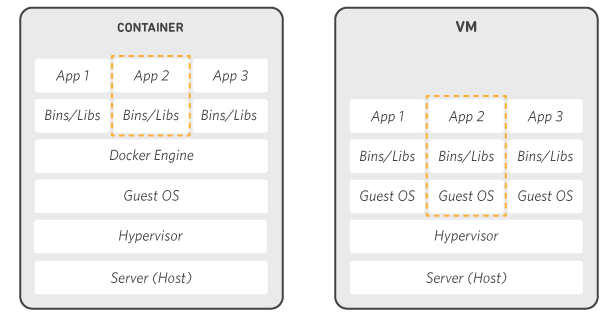 CONTAINER
App 1 App 2 App 3
Bins/Libs Bins/Libs Bins/Libs
Docker Engine
Guest OS
Hypervisor
Server (Host)
VM
App 1 App 2 App 3
Bins/Libs Bins/Libs Bins/Libs
Guest OS Guest OS Guest OS
Hypervisor
Server (Host)